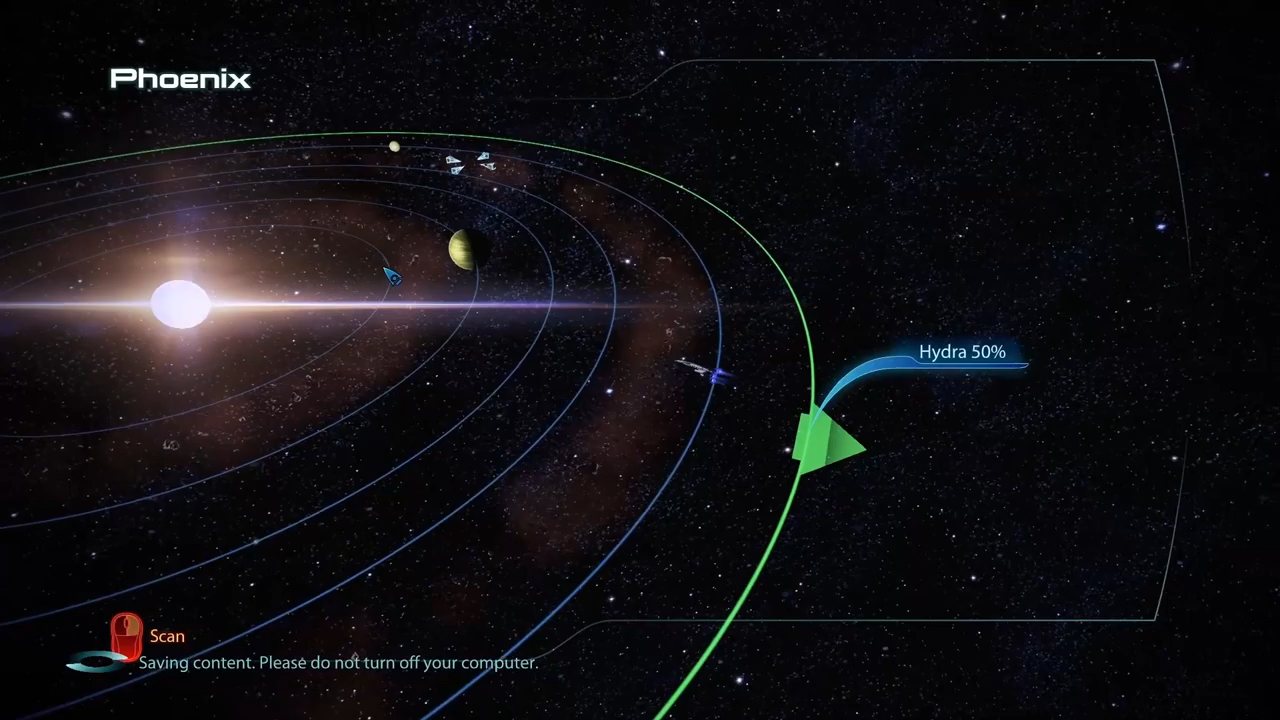 Phoenix
Hydra 50%
Scan
Saving content. Please do not turn off your computer.